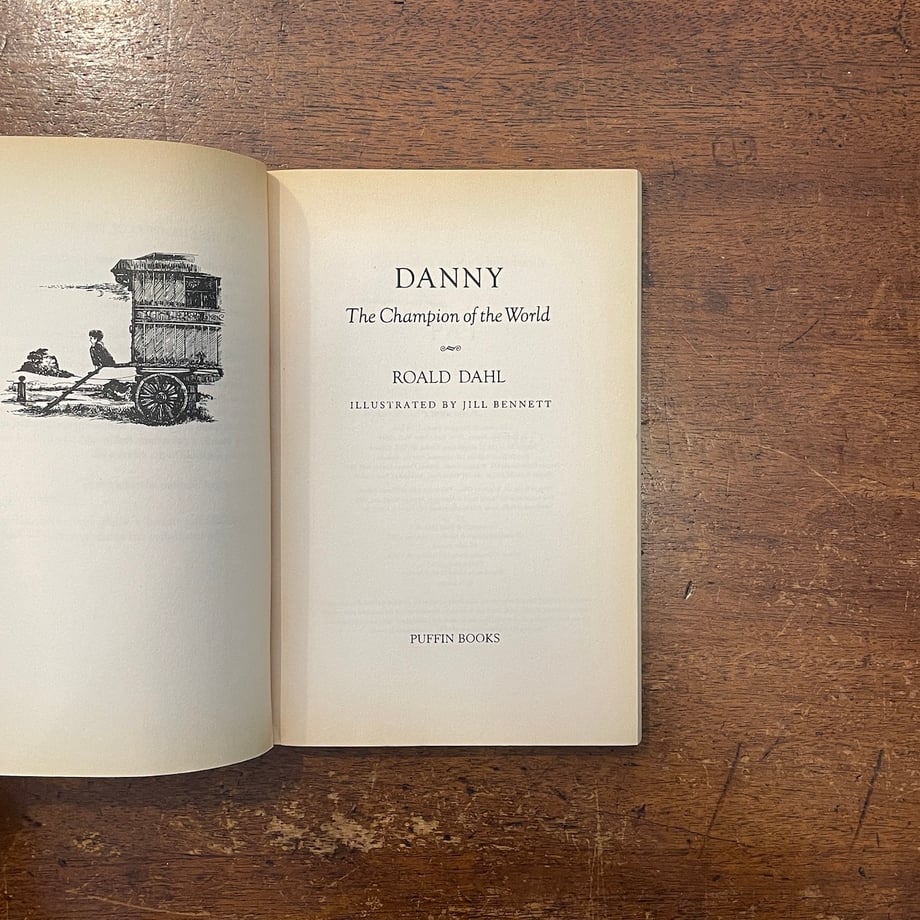 DANNY
The Champion of the World
ROALD DAHL
ILLUSTRATED BY JILL BENNETT
PUFFIN BOOKS